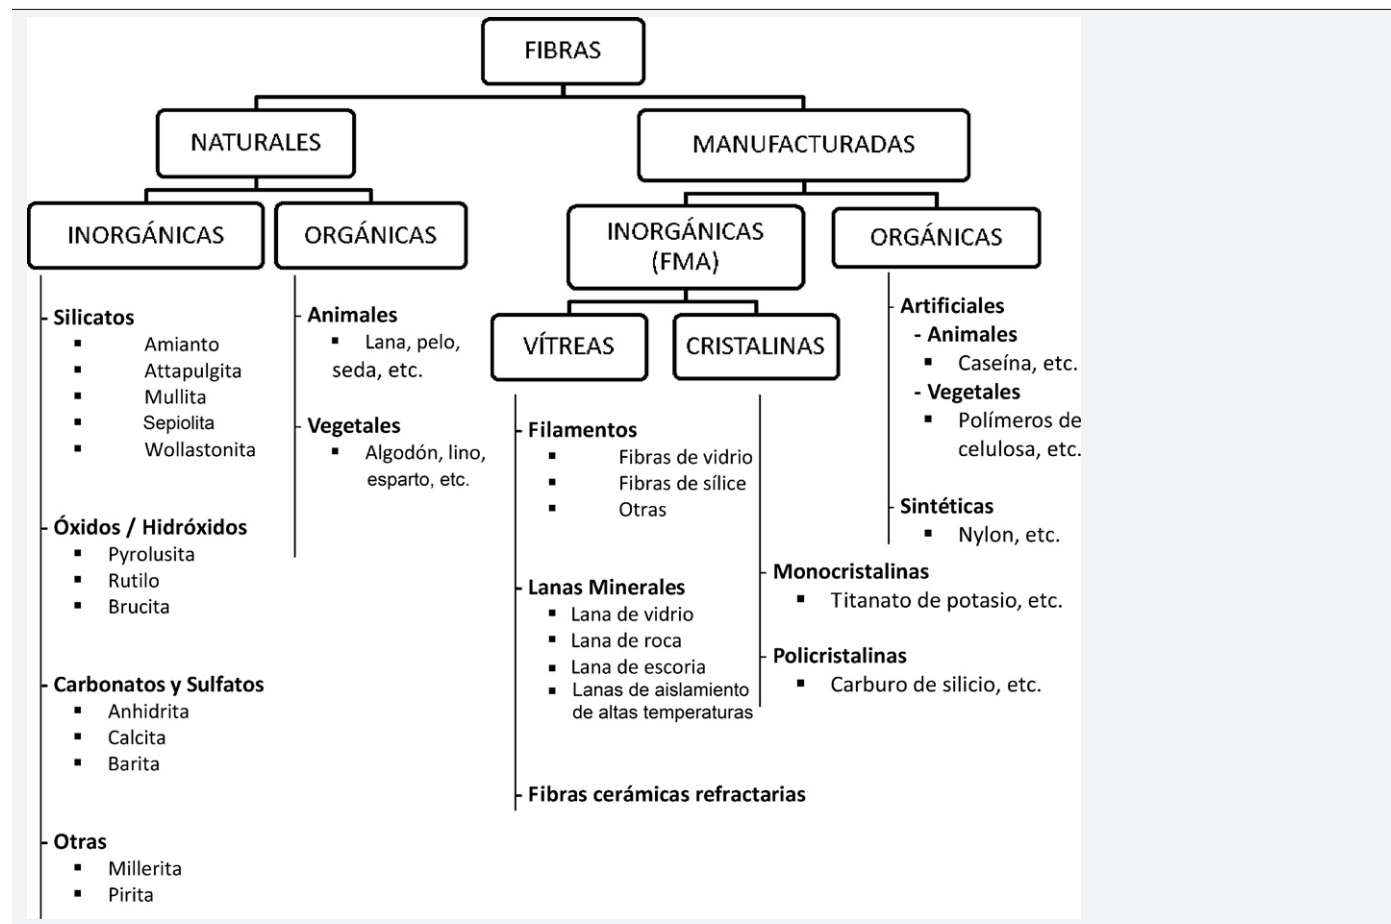 FIBRAS
NATURALES
MANUFACTURADAS
INORGÁNICAS
ORGÁNICAS
INORGÁNICAS
(FMA)
ORGÁNICAS
VÍTREAS
CRISTALINAS
- Silicatos
▪ Amianto
▪ Attapulgita
▪ Mullita
▪ Sepiolita
▪ Wollastonita
- Óxidos / Hidróxidos
▪ Pyrolusita
▪ Rutilo
▪ Brucita
- Carbonatos y Sulfatos
▪ Anhidrita
▪ Calcita
▪ Barita
- Otras
▪ Millerita
▪ Pirita
- Animales
▪ Lana, pelo,
seda, etc.
- Vegetales
▪ Algodón, lino,
esparto, etc.
- Filamentos
▪ Fibras de vidrio
▪ Fibras de sílice
▪ Otras
- Lanas Minerales
▪ Lana de vidrio
▪ Lana de roca
▪ Lana de escoria
▪ Lanas de aislamiento
de altas temperaturas
- Fibras cerámicas refractarias
- Monocristalinas
▪ Titanato de potasio, etc.
- Policristalinas
▪ Carburo de silicio, etc.
- Artificiales
- Animales
▪ Caseína, etc.
- Vegetales
▪ Polímeros de
celulosa, etc.
- Sintéticas
▪ Nylon, etc.